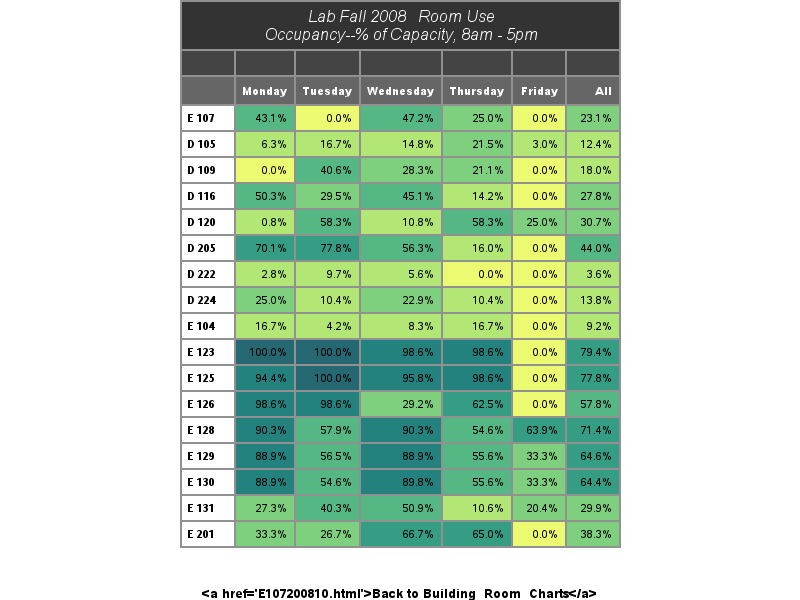 Lab Fall 2008 Room Use
Occupancy--% of Capacity, 8am - 5pm
Monday Tuesday Wednesday Thursday Friday All
E 107 43.1% 0.0% 47.2% 25.0% 0.0% 23.1%
D 105 6.3% 16.7% 14.8% 21.5% 3.0% 12.4%
D 109 0.0% 40.6% 28.3% 21.1% 0.0% 18.0%
D 116 50.3% 29.5% 45.1% 14.2% 0.0% 27.8%
D 120 0.8% 58.3% 10.8% 58.3% 25.0% 30.7%
D 205 70.1% 77.8% 56.3% 16.0% 0.0% 44.0%
D 222 2.8% 9.7% 5.6% 0.0% 0.0% 3.6%
D 224 25.0% 10.4% 22.9% 10.4% 0.0% 13.8%
E 104 16.7% 4.2% 8.3% 16.7% 0.0% 9.2%
E 123 100.0% 100.0% 98.6% 98.6% 0.0% 79.4%
E 125 94.4% 100.0% 95.8% 98.6% 0.0% 77.8%
E 126 98.6% 98.6% 29.2% 62.5% 0.0% 57.8%
E 128 90.3% 57.9% 90.3% 54.6% 63.9% 71.4%
E 129 88.9% 56.5% 88.9% 55.6% 33.3% 64.6%
E 130 88.9% 54.6% 89.8% 55.6% 33.3% 64.4%
E 131 27.3% 40.3% 50.9% 10.6% 20.4% 29.9%
E 201 33.3% 26.7% 66.7% 65.0% 0.0% 38.3%
<a href='E107200810.html'>Back to Building Room Charts</a>